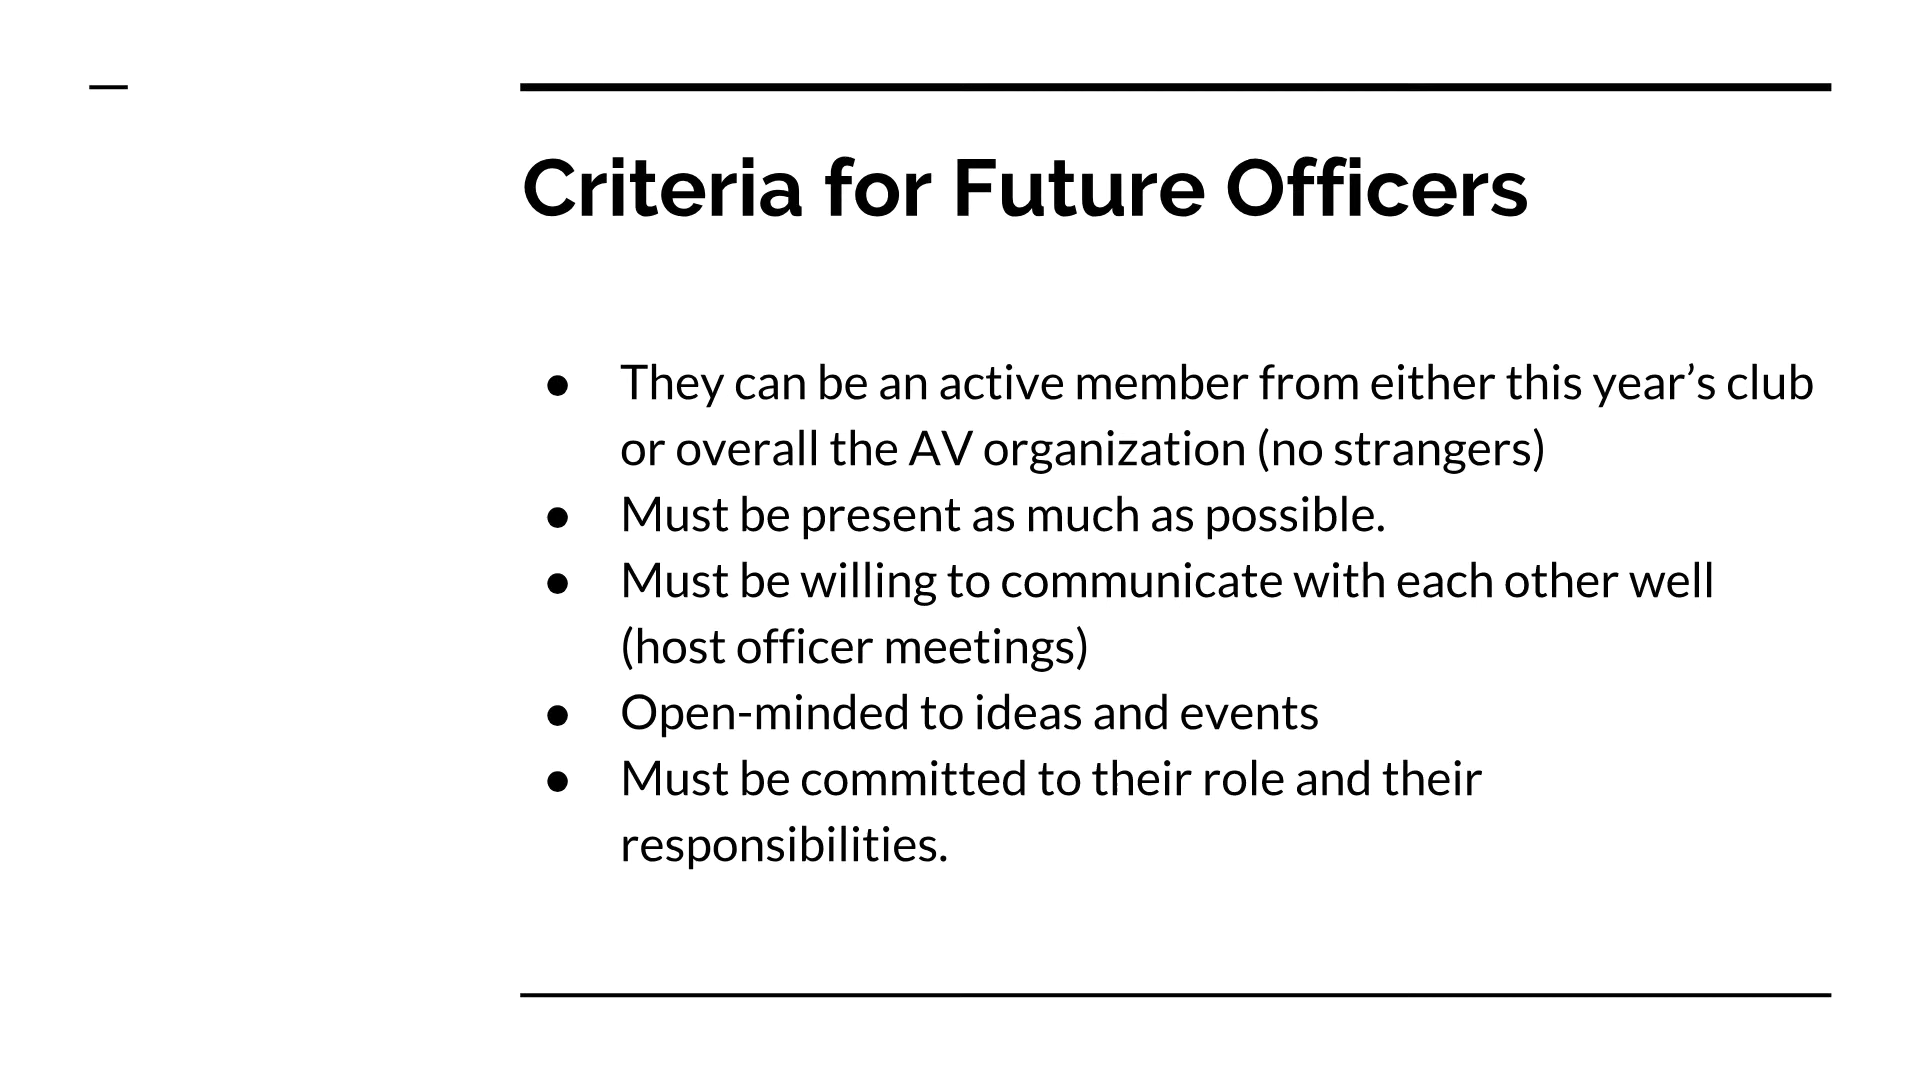 Criteria for Future Officers
● They can be an active member from either this year’s club
or overall the AV organization (no strangers)
● Must be present as much as possible.
● Must be willing to communicate with each other well
(host officer meetings)
● Open-minded to ideas and events
● Must be committed to their role and their
responsibilities.